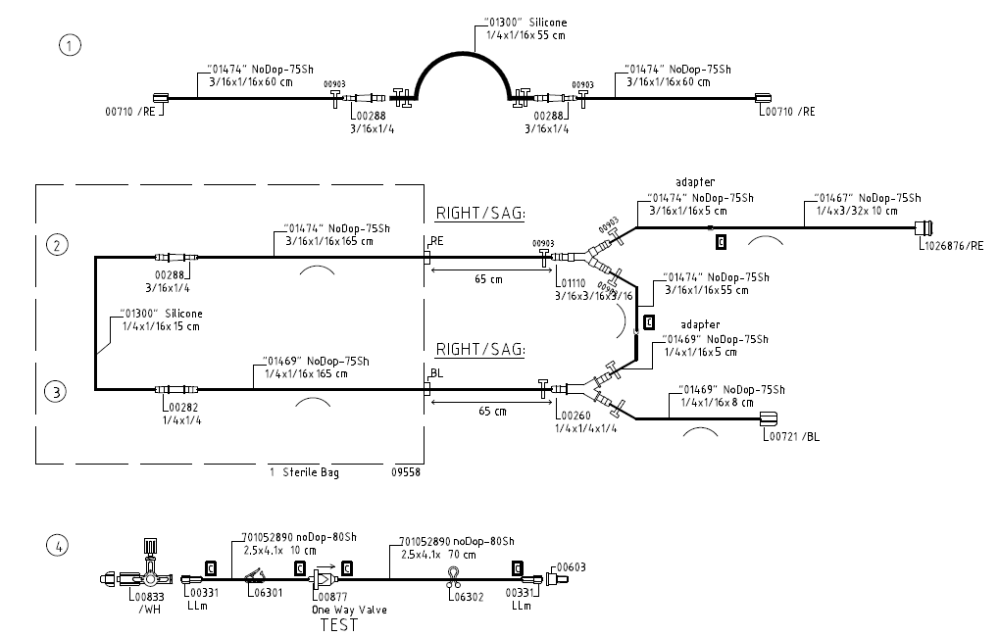 1
"01300" Silicone
1/4x1/16x 55 cm
"01474" NoDop-75Sh
3/16x1/16x60 cm
00903
00903
"01474" NoDop-75Sh
3/16x1/16x60 cm
00710 /RE
00288
3/16x1/4
00288
3/16x1/4
00710 /RE
adapter
"01474" NoDop-75Sh
3/16x1/16x5 cm
"01467" NoDop-75Sh
1/4x3/32x 10 cm
RIGHT/SAG:
2
"01474" NoDop-75Sh
3/16x1/16x165 cm
RE
00903
00903
1026876/RE
00288
3/16x1/4
65 cm
01110
3/16x3/16x3/16
00903
"01474" NoDop-75Sh
3/16x1/16x55 cm
C
C
"01300" Silicone
1/4x1/16x 15 cm
adapter
"01469" NoDop-75Sh
1/4x1/16x5 cm
RIGHT/SAG:
3
"01469" NoDop-75Sh
1/4x1/16x 165 cm
BL
"01469" NoDop-75Sh
1/4x1/16x 8 cm
00282
1/4x1/4
65 cm
00260
1/4x1/4x1/4
00721 /BL
1 Sterile Bag 09558
4
701052890 noDop-80Sh
2.5x4.1x 10 cm
701052890 noDop-80Sh
2.5x4.1x 70 cm
C
C
C
C
00603
00833
/WH
00331
LLm
06301
00877
One Way Valve
TEST
06302
00331
LLm